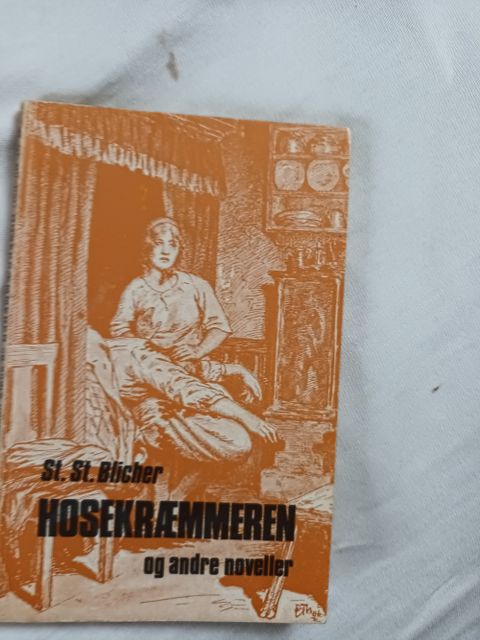 St. St. Blicher
HOSEKRÆMMEREN
og andre noveller